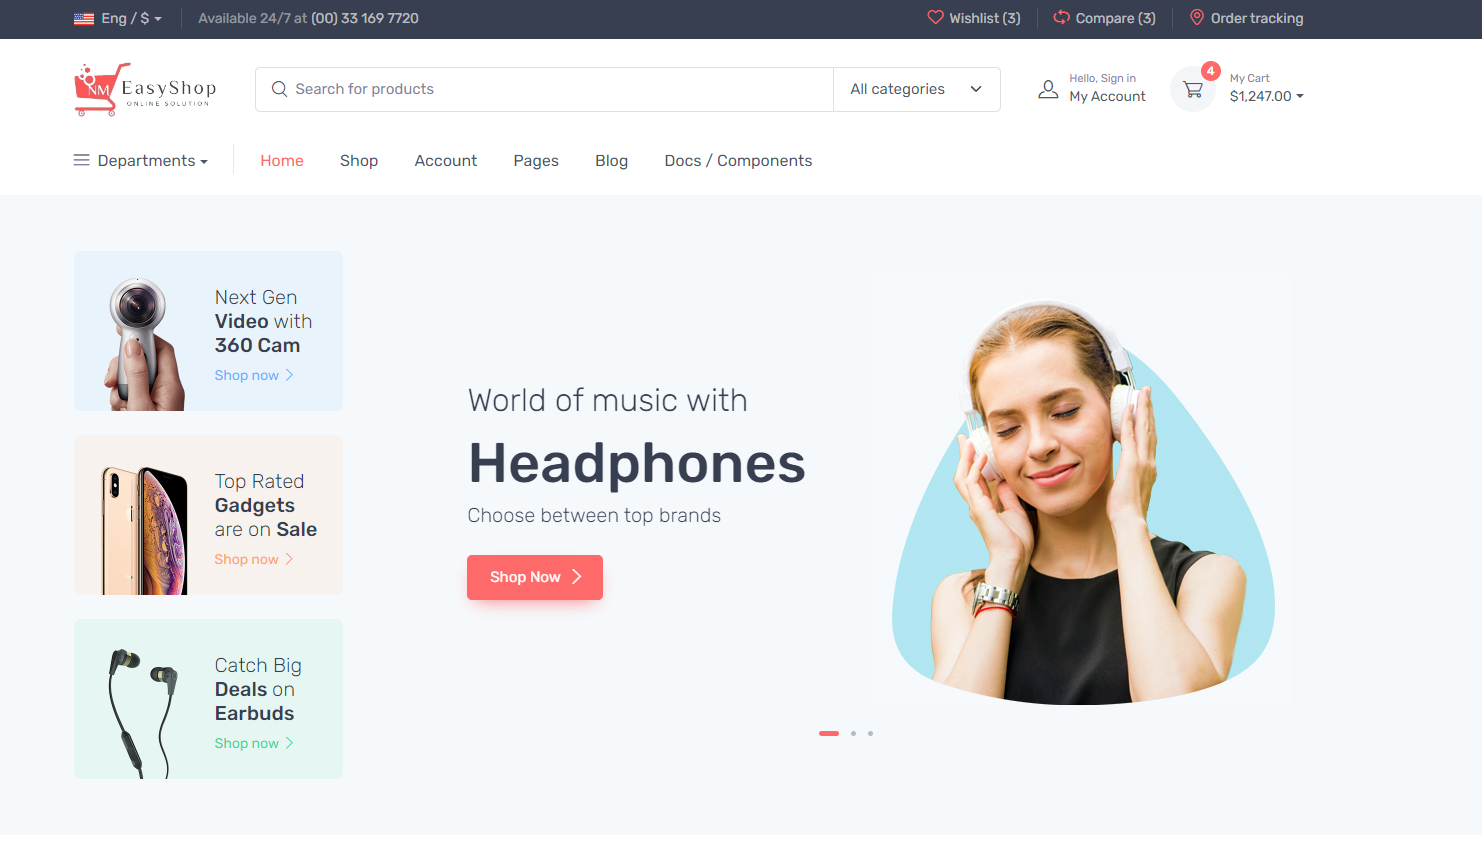 Eng / $
Available 24/7 at (00) 33 169 7720
Wishlist (3)
Compare (3)
Order tracking
NM
EasyShop
ONLINE SOLUTION
Search for products
All categories
Hello, Sign in
My Account
4
My Cart
$1,247.00
Departments
Home
Shop
Account
Pages
Blog
Docs / Components
Next Gen
Video with
360 Cam
Shop now
Top Rated
Gadgets
are on Sale
Shop now
Catch Big
Deals on
Earbuds
Shop now
World of music with
Headphones
Choose between top brands
Shop Now